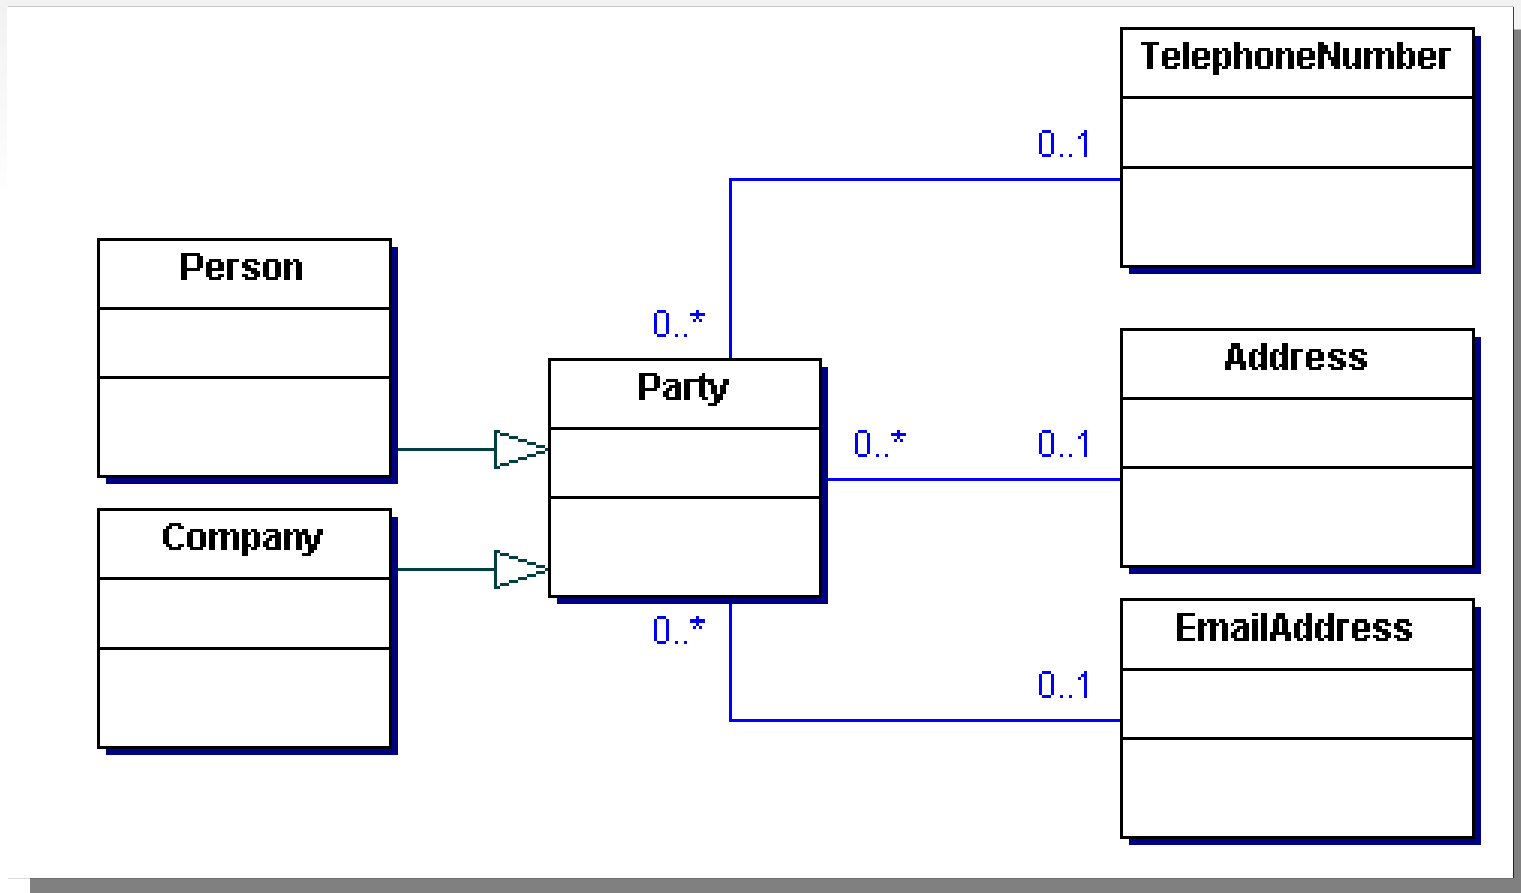 TelephoneNumber
0..1
Person
0..*
Party
Address
0..*
0..1
Company
0..*
EmailAddress
0..1